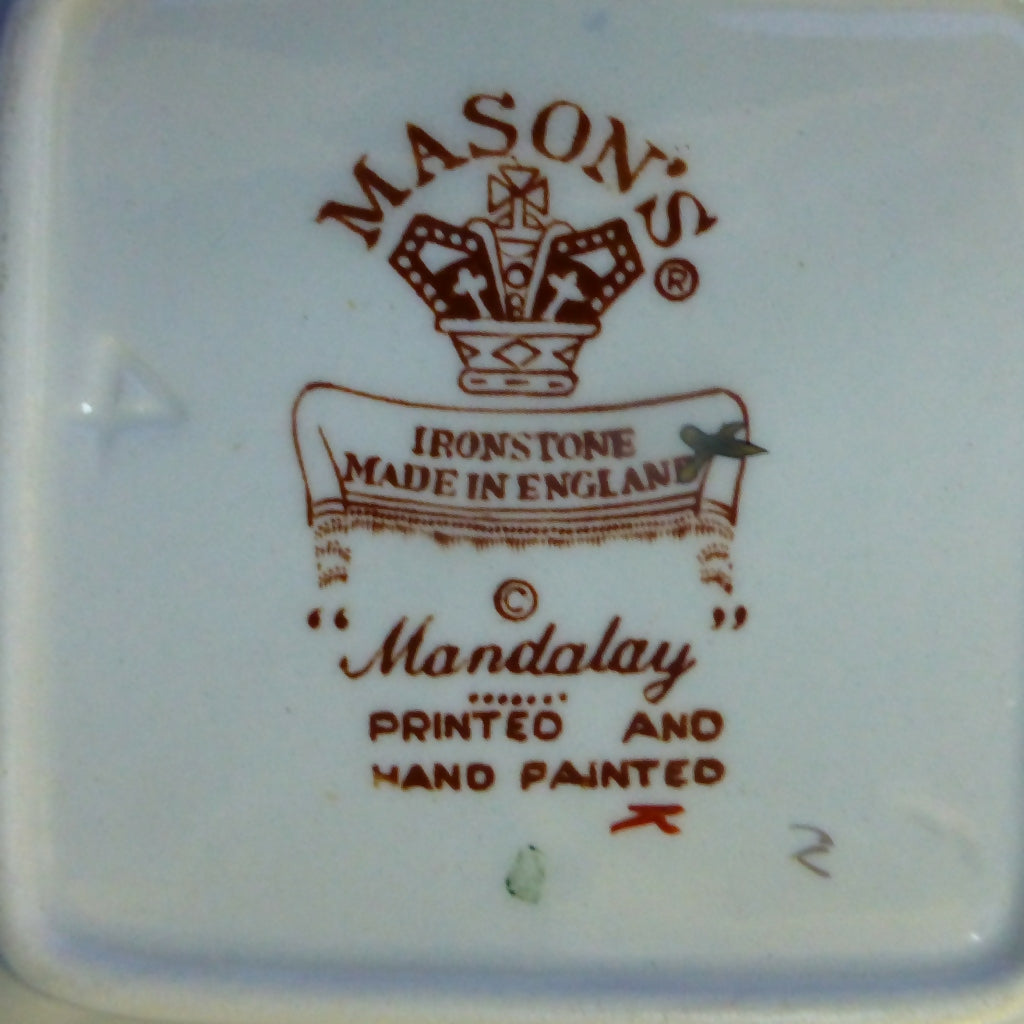 MASON'S
®
IRONSTONE
MADE IN ENGLAND
©
"Mandalay"
PRINTED AND
HAND PAINTED
K